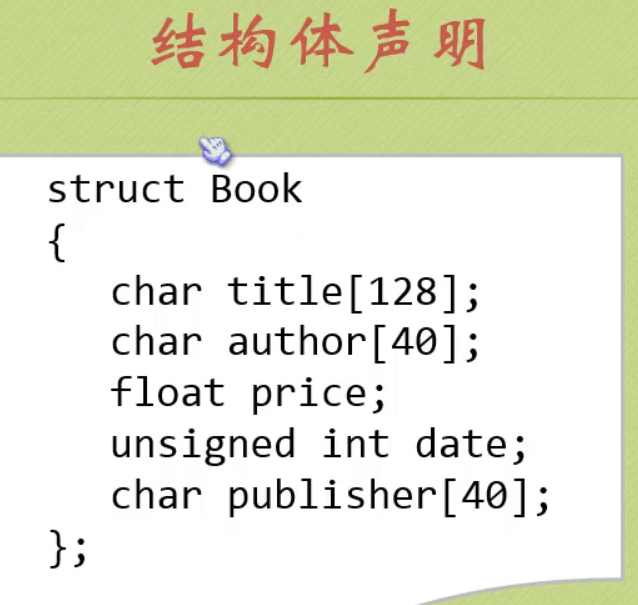 结构体声明
struct Book
{
char title[128];
char author[40];
float price;
unsigned int date;
char publisher[40];
};